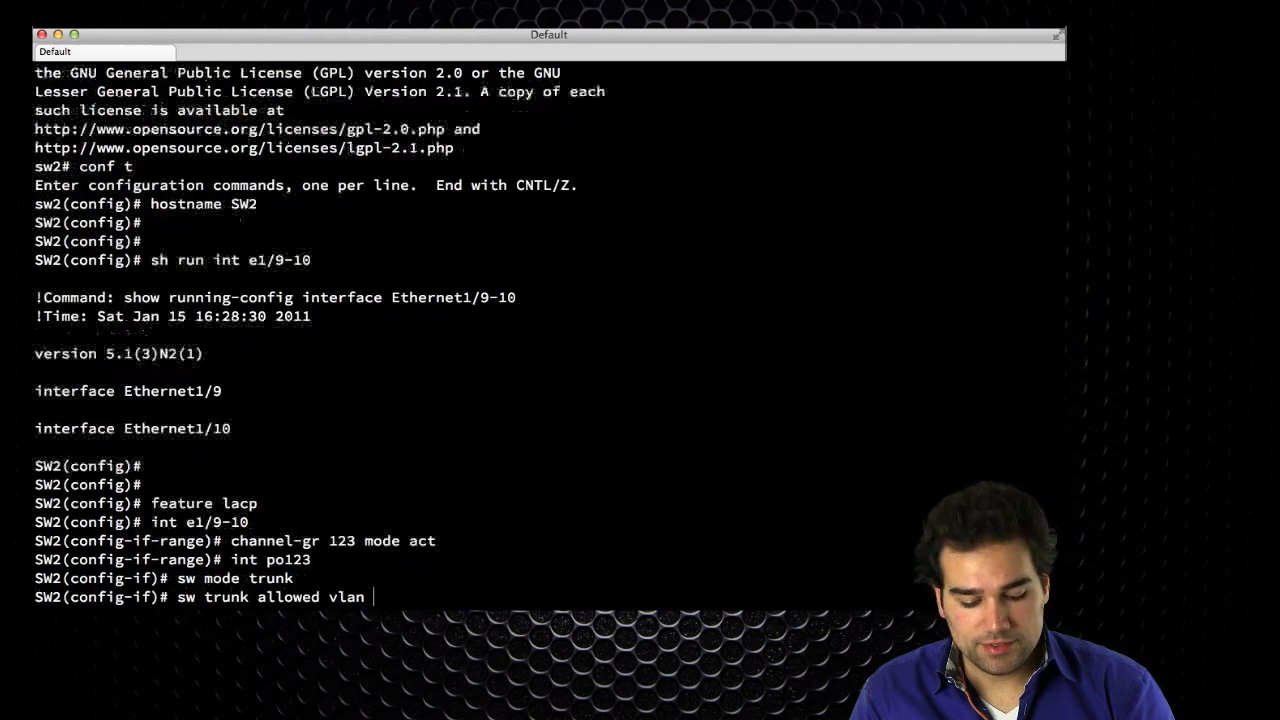 Default
Default
the GNU General Public License (GPL) version 2.0 or the GNU
Lesser General Public License (LGPL) Version 2.1. A copy of each
such license is available at
http://www.opensource.org/licenses/gpl-2.0.php and
http://www.opensource.org/licenses/lgpl-2.1.php
sw2# conf t
Enter configuration commands, one per line.  End with CNTL/Z.
sw2(config)# hostname SW2
SW2(config)#
SW2(config)#
SW2(config)# sh run int e1/9-10
!Command: show running-config interface Ethernet1/9-10
!Time: Sat Jan 15 16:28:30 2011
version 5.1(3)N2(1)
interface Ethernet1/9
interface Ethernet1/10
SW2(config)#
SW2(config)#
SW2(config)# feature lacp
SW2(config)# int e1/9-10
SW2(config-if-range)# channel-gr 123 mode act
SW2(config-if-range)# int po123
SW2(config-if)# sw mode trunk
SW2(config-if)# sw trunk allowed vlan